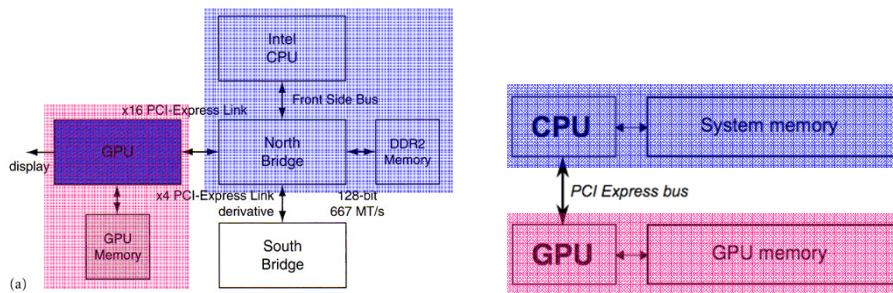 Intel
CPU
Front Side Bus
x16 PCI-Express Link
GPU
North
Bridge
DDR2
Memory
display
x4 PCI-Express Link
derivative
128-bit
667 MT/s
GPU
Memory
South
Bridge
(a)
CPU
System memory
PCI Express bus
GPU
GPU memory